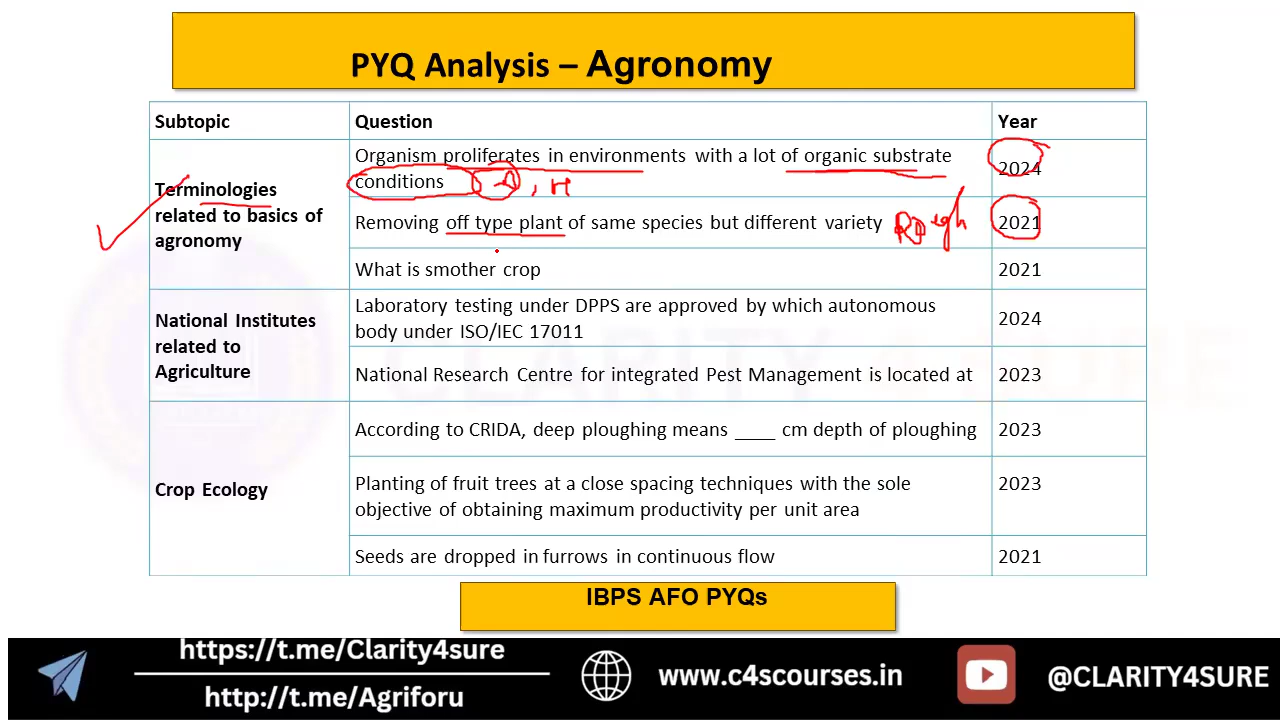 PYQ Analysis – Agronomy
Subtopic Question Year
Terminologies related to basics of agronomy
Organism proliferates in environments with a lot of organic substrate
conditions
2024
Removing off type plant of same species but different variety 2021
What is smother crop 2021
National Institutes related to Agriculture
Laboratory testing under DPPS are approved by which autonomous
body under ISO/IEC 17011
2024
National Research Centre for integrated Pest Management is located at 2023
Crop Ecology
According to CRIDA, deep ploughing means ____ cm depth of ploughing 2023
Planting of fruit trees at a close spacing techniques with the sole
objective of obtaining maximum productivity per unit area
2023
Seeds are dropped in furrows in continuous flow 2021
IBPS AFO PYQs
https://t.me/Clarity4sure
http://t.me/Agriforu
www.c4scourses.in
@CLARITY4SURE